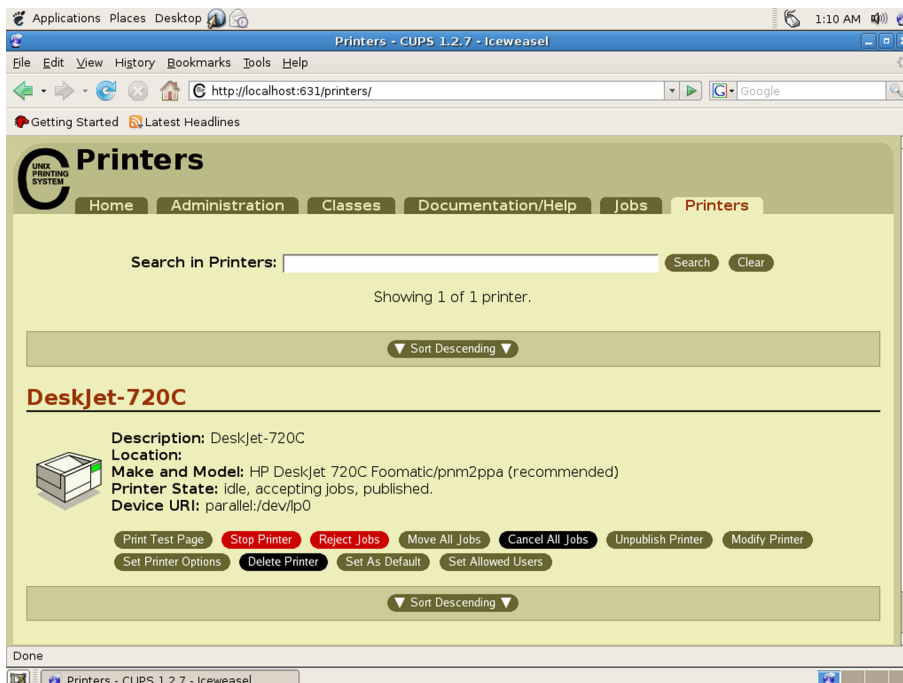 Applications Places Desktop 1:10 AM
Printers - CUPS 1.2.7 - Iceweasel
File Edit View History Bookmarks Tools Help
http://localhost:631/printers/ G Google
Getting Started Latest Headlines
UNIX PRINTING SYSTEM
Printers
Home Administration Classes Documentation/Help Jobs Printers
Search in Printers: Search Clear
Showing 1 of 1 printer.
▼ Sort Descending ▼
DeskJet-720C
Description: DeskJet-720C
Location:
Make and Model: HP DeskJet 720C Foomatic/pnm2ppa (recommended)
Printer State: idle, accepting jobs, published.
Device URI: parallel:/dev/lp0
Print Test Page Stop Printer Reject Jobs Move All Jobs Cancel All Jobs Unpublish Printer Modify Printer
Set Printer Options Delete Printer Set As Default Set Allowed Users
▼ Sort Descending ▼
Done
Printers - CUPS 1.2.7 - Iceweasel